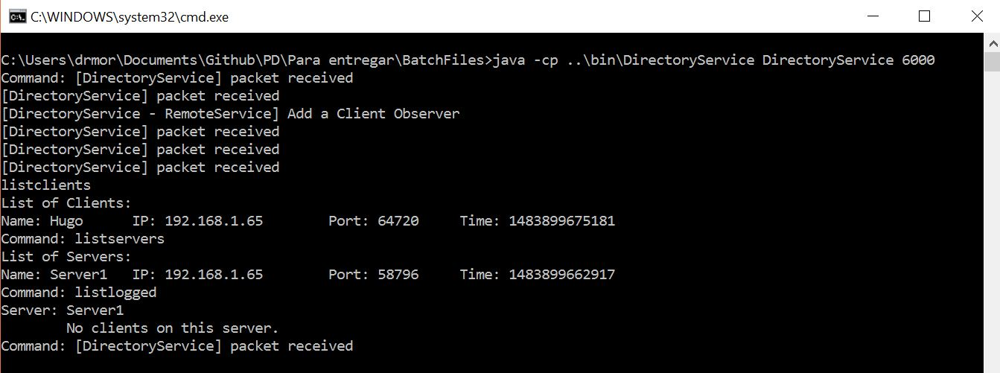 C:\WINDOWS\system32\cmd.exe
C:\Users\drmor\Documents\Github\PD\Para entregar\BatchFiles>java -cp ..\bin\DirectoryService DirectoryService 6000
Command: [DirectoryService] packet received
[DirectoryService] packet received
[DirectoryService - RemoteService] Add a Client Observer
[DirectoryService] packet received
[DirectoryService] packet received
[DirectoryService] packet received
listclients
List of Clients:
Name: Hugo      IP: 192.168.1.65        Port: 64720     Time: 1483899675181
Command: listservers
List of Servers:
Name: Server1   IP: 192.168.1.65        Port: 58796     Time: 1483899662917
Command: listlogged
Server: Server1
        No clients on this server.
Command: [DirectoryService] packet received